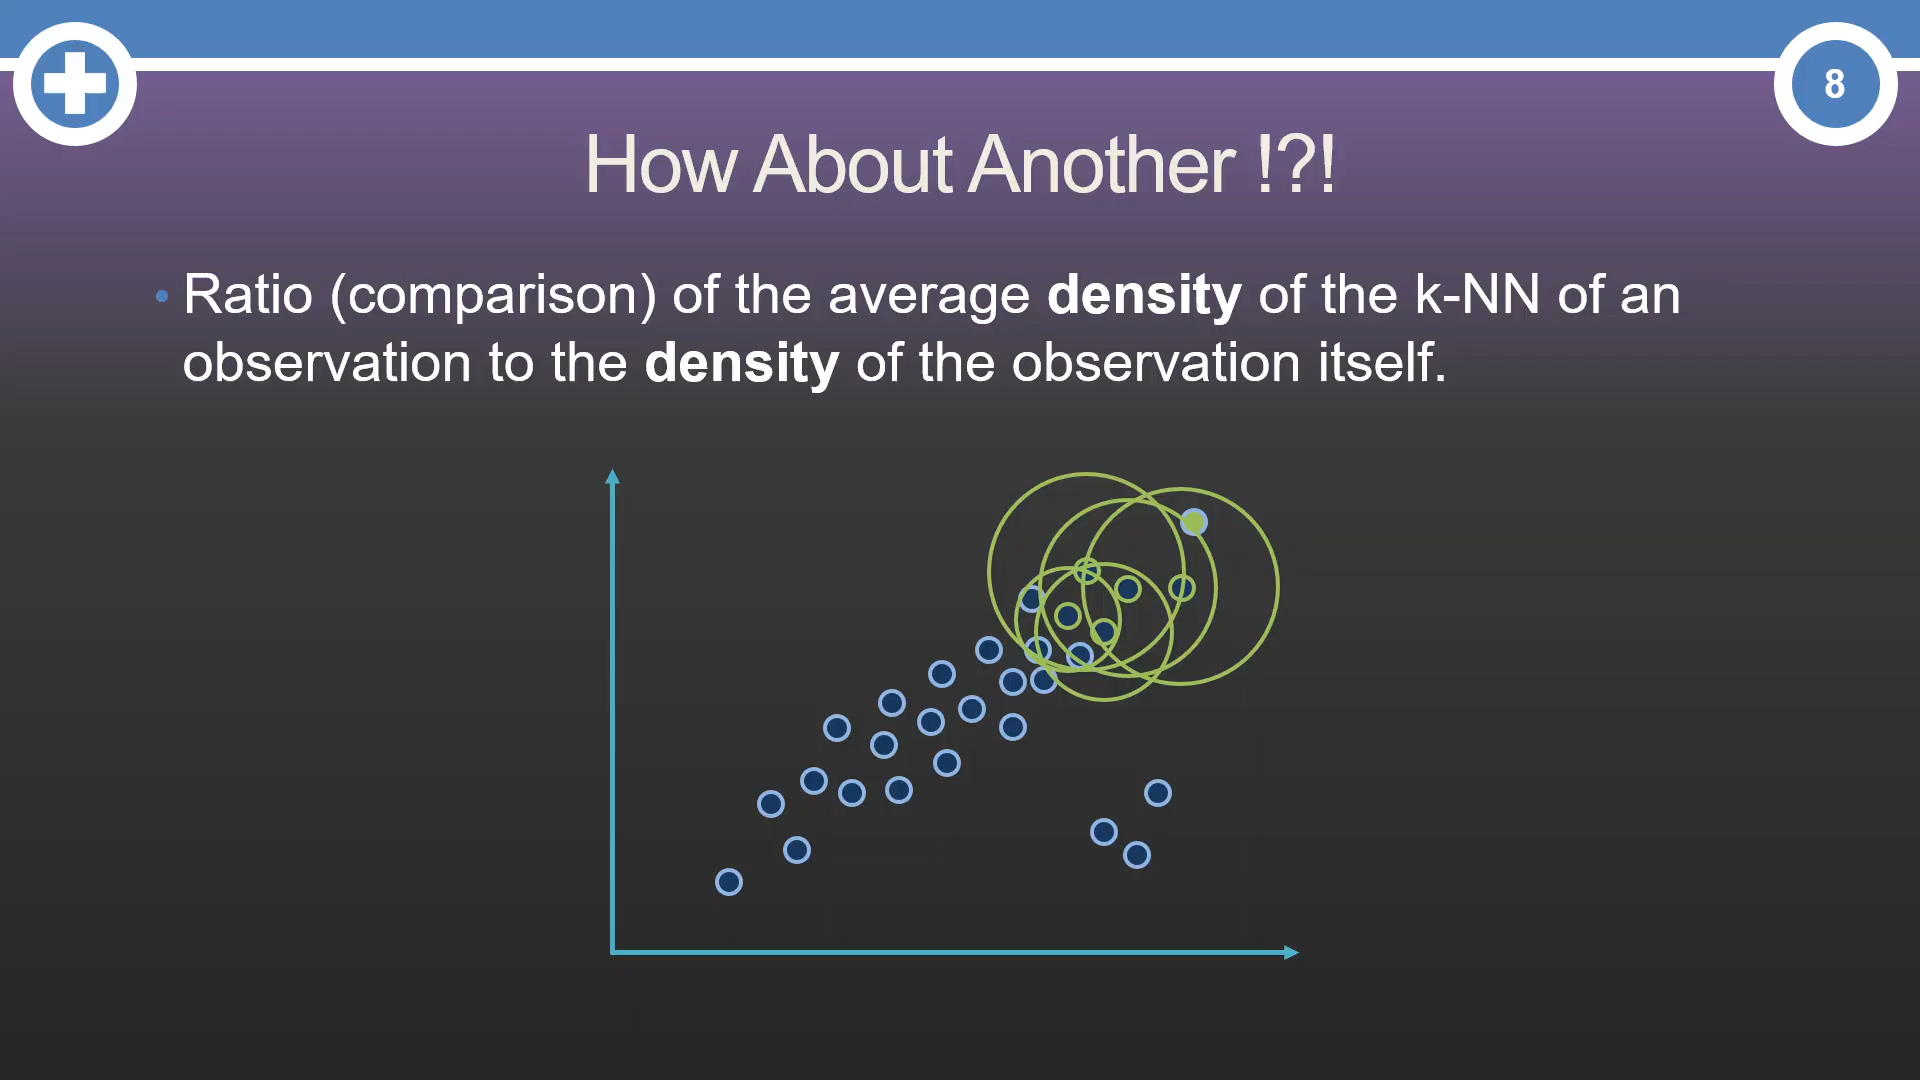 8
How About Another !?!
• Ratio (comparison) of the average density of the k-NN of an
observation to the density of the observation itself.